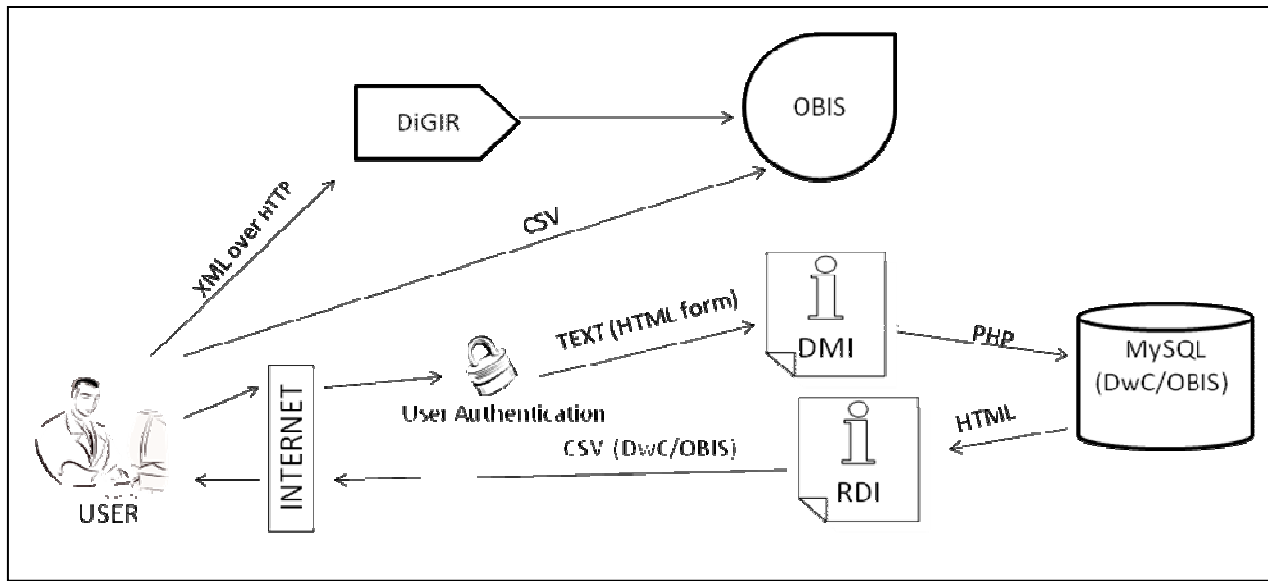 DiGIR
OBIS
XML over HTTP
CSV
TEXT (HTML form)
DMI
PHP
MySQL
(DwC/OBIS)
INTERNET
User Authentication
HTML
CSV (DwC/OBIS)
RDI
USER